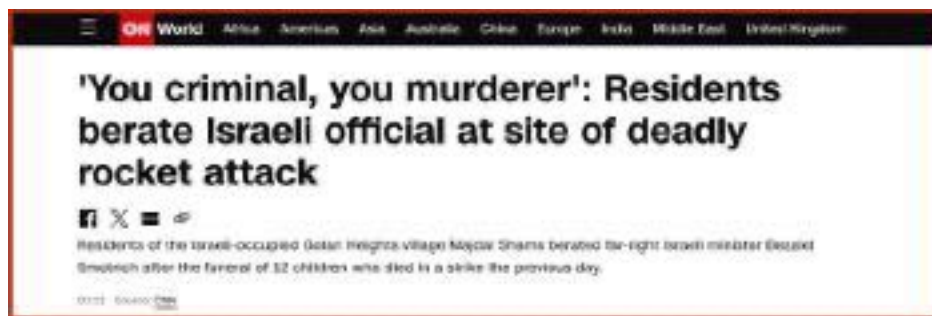 CNN World Africa Americas Asia Australia China Europe India Middle East United Kingdom
'You criminal, you murderer': Residents
berate Israeli official at site of deadly
rocket attack
Residents of the Israeli-occupied Golan Heights village Majdal Shams berated far-right Israeli minister Bezalel
Smotrich after the funeral of 12 children who died in a strike the previous day.
Source: CNN